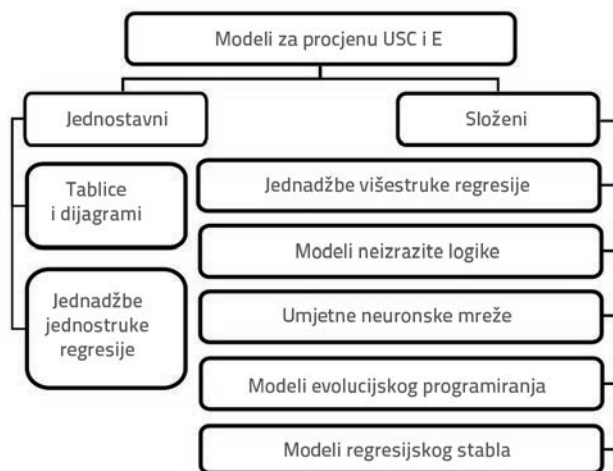 Modeli za procjenu USC i E
Jednostavni
Složeni
Tablice
i dijagrami
Jednadžbe
jednostruke
regresije
Jednadžbe višestruke regresije
Modeli neizrazite logike
Umjetne neuronske mreže
Modeli evolucijskog programiranja
Modeli regresijskog stabla